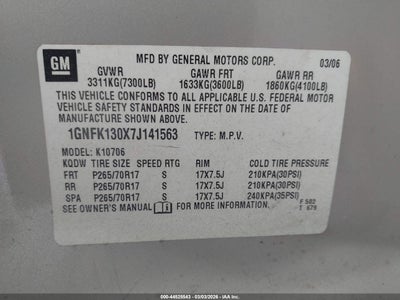 GM
MFD BY GENERAL MOTORS CORP. 03/06
GVWR GAWR FRT GAWR RR
3311KG(7300LB) 1633KG(3600LB) 1860KG(4100LB)
THIS VEHICLE CONFORMS TO ALL APPLICABLE U.S. FEDERAL MOTOR
VEHICLE SAFETY STANDARDS IN EFFECT ON THE DATE OF
MANUFACTURE SHOWN ABOVE.
1GNFK130X7J141563 TYPE: M.P.V.
MODEL: K10706
KQDW TIRE SIZE SPEED RTG RIM COLD TIRE PRESSURE
FRT P265/70R17 S 17X7.5J 210KPA(30PSI)
RR P265/70R17 S 17X7.5J 210KPA(30PSI)
SPA P265/70R17 S 17X7.5J 240KPA(35PSI) F 502
SEE OWNER'S MANUAL FOR MORE INFORMATION. T 679
000-44528543 - 03/03/2026 - Copyright © IAA